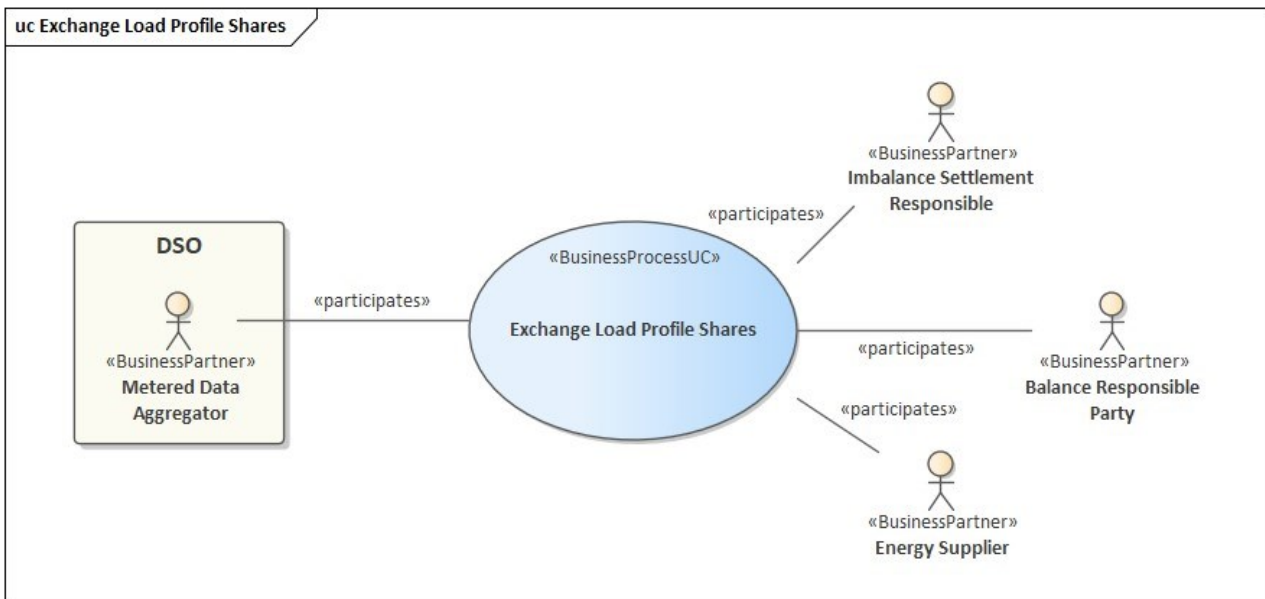 uc Exchange Load Profile Shares
DSO
«BusinessPartner»
Metered Data
Aggregator
«participates»
«BusinessProcessUC»
Exchange Load Profile Shares
«participates»
«BusinessPartner»
Imbalance Settlement
Responsible
«participates»
«BusinessPartner»
Balance Responsible
Party
«participates»
«BusinessPartner»
Energy Supplier